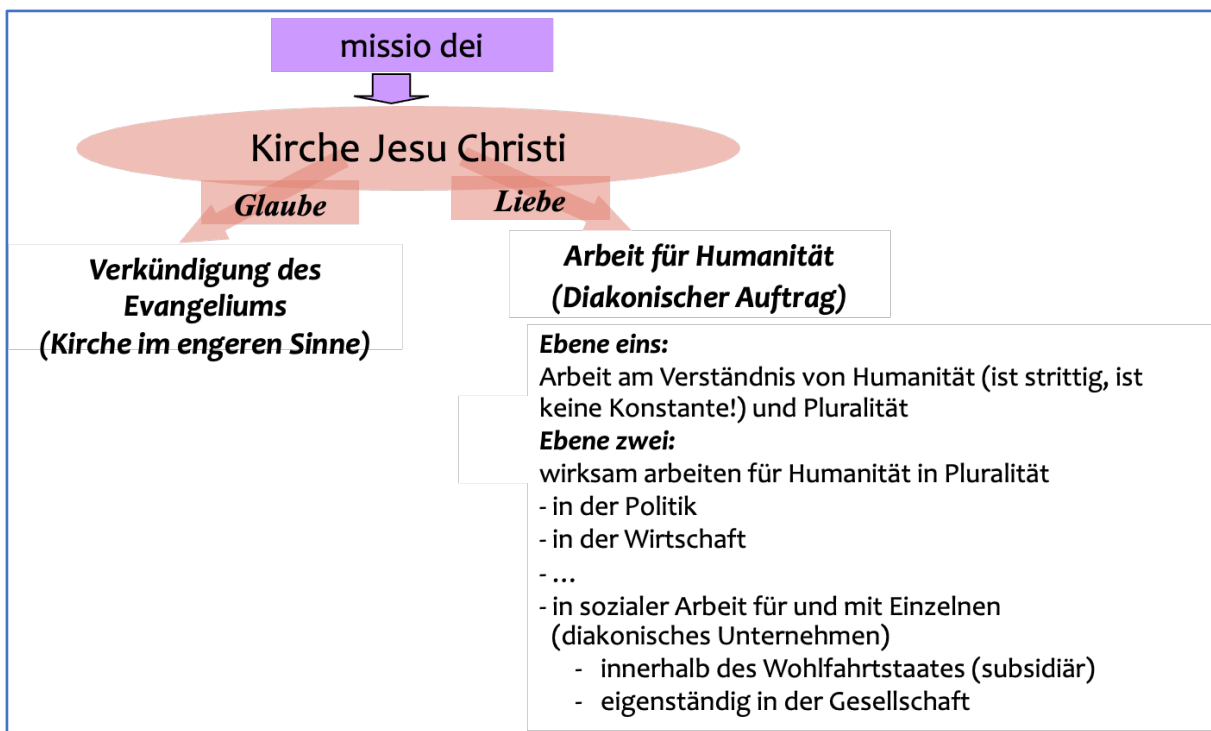 missio dei
Kirche Jesu Christi
Glaube
Liebe
Verkündigung des
Evangeliums
(Kirche im engeren Sinne)
Arbeit für Humanität
(Diakonischer Auftrag)
Ebene eins:
Arbeit am Verständnis von Humanität (ist strittig, ist
keine Konstante!) und Pluralität
Ebene zwei:
wirksam arbeiten für Humanität in Pluralität
- in der Politik
- in der Wirtschaft
- ...
- in sozialer Arbeit für und mit Einzelnen
(diakonisches Unternehmen)
- innerhalb des Wohlfahrtstaates (subsidiär)
- eigenständig in der Gesellschaft